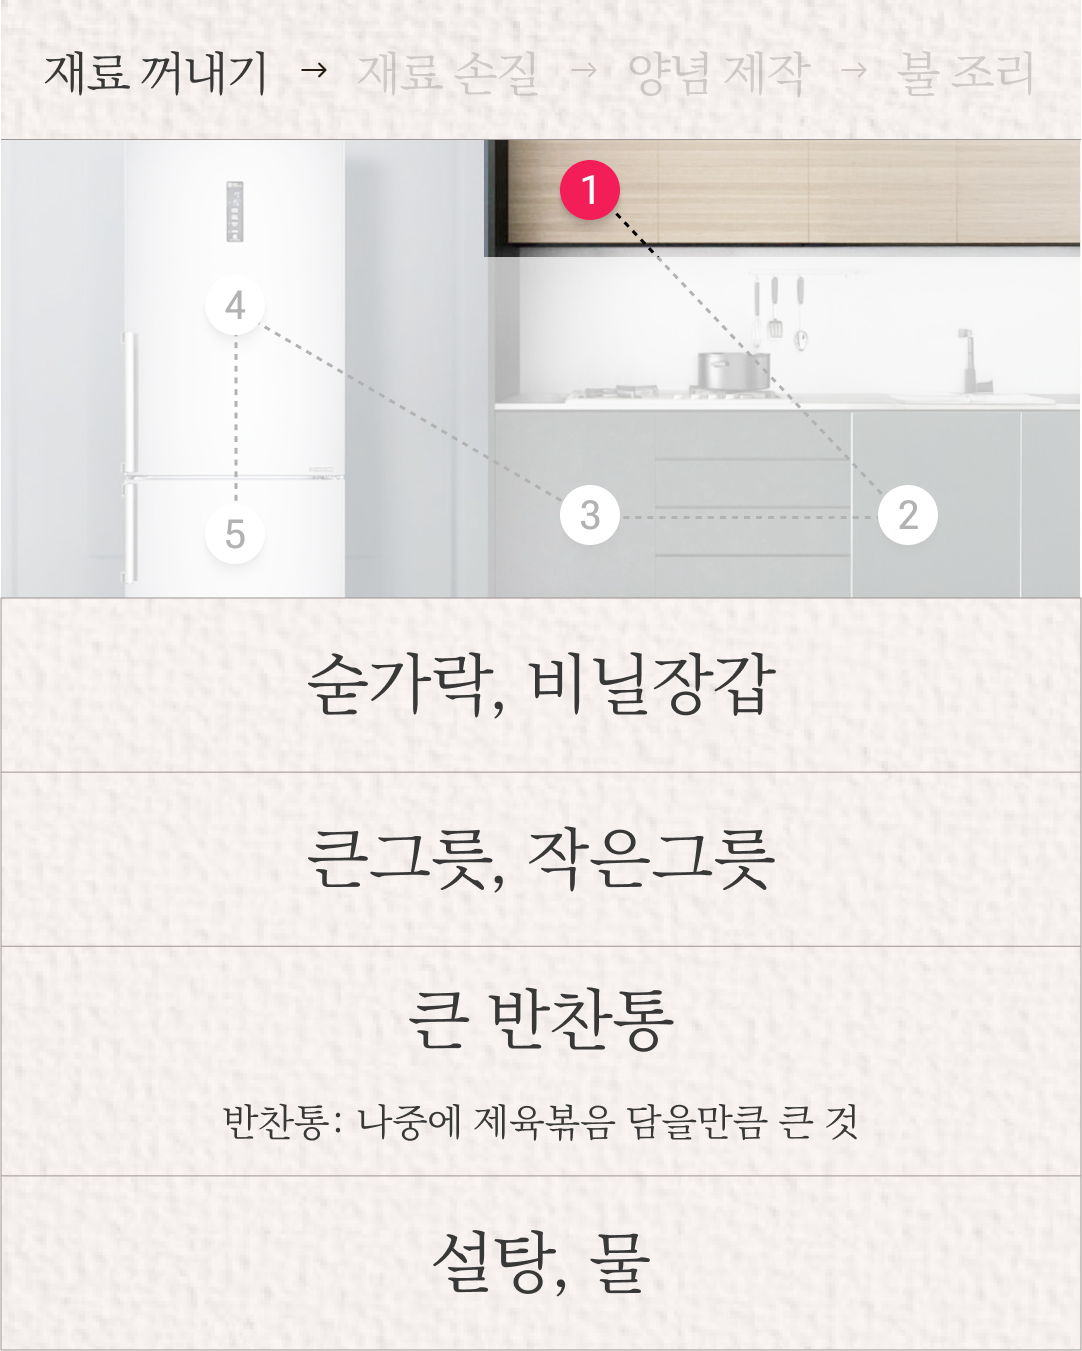 재료 꺼내기 → 재료 손질 → 양념 제작 → 불 조리
1
4
5
3
2
숟가락, 비닐장갑
큰그릇, 작은그릇
큰 반찬통
반찬통: 나중에 제육볶음 담을만큼 큰 것
설탕, 물